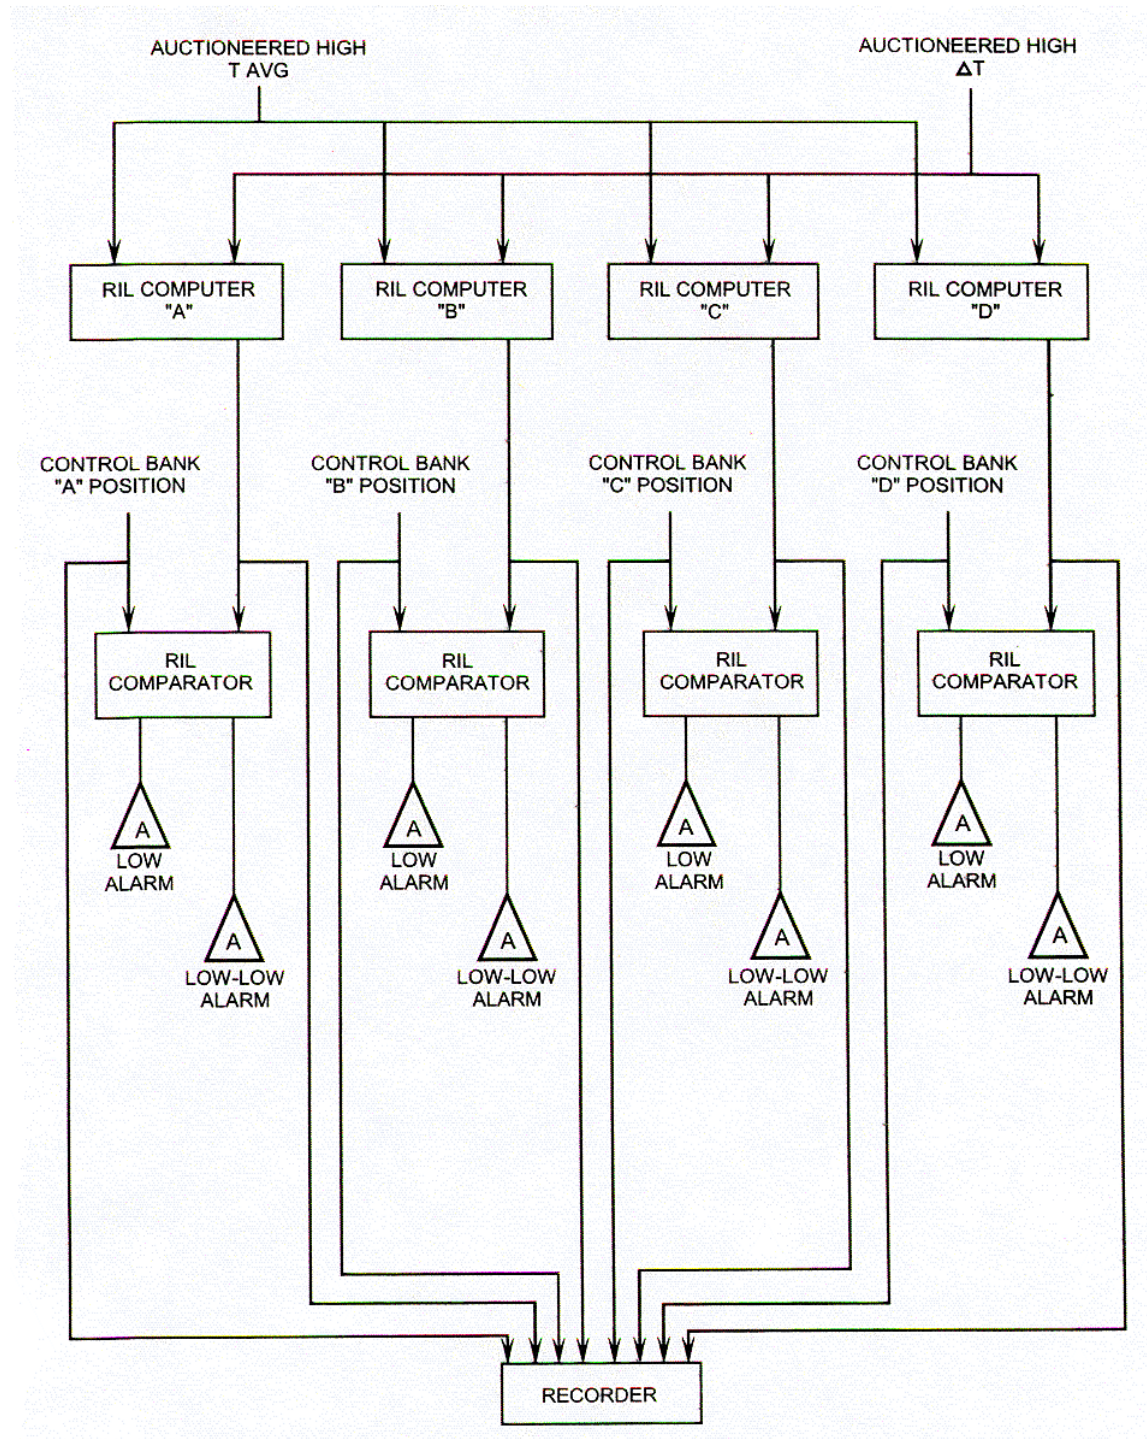 AUCTIONEERED HIGH
T AVG
AUCTIONEERED HIGH
ΔT
RIL COMPUTER
"A"
RIL COMPUTER
"B"
RIL COMPUTER
"C"
RIL COMPUTER
"D"
CONTROL BANK
"A" POSITION
CONTROL BANK
"B" POSITION
CONTROL BANK
"C" POSITION
CONTROL BANK
"D" POSITION
RIL
COMPARATOR
RIL
COMPARATOR
RIL
COMPARATOR
RIL
COMPARATOR
A
LOW
ALARM
A
LOW
ALARM
A
LOW
ALARM
A
LOW
ALARM
A
LOW-LOW
ALARM
A
LOW-LOW
ALARM
A
LOW-LOW
ALARM
A
LOW-LOW
ALARM
RECORDER